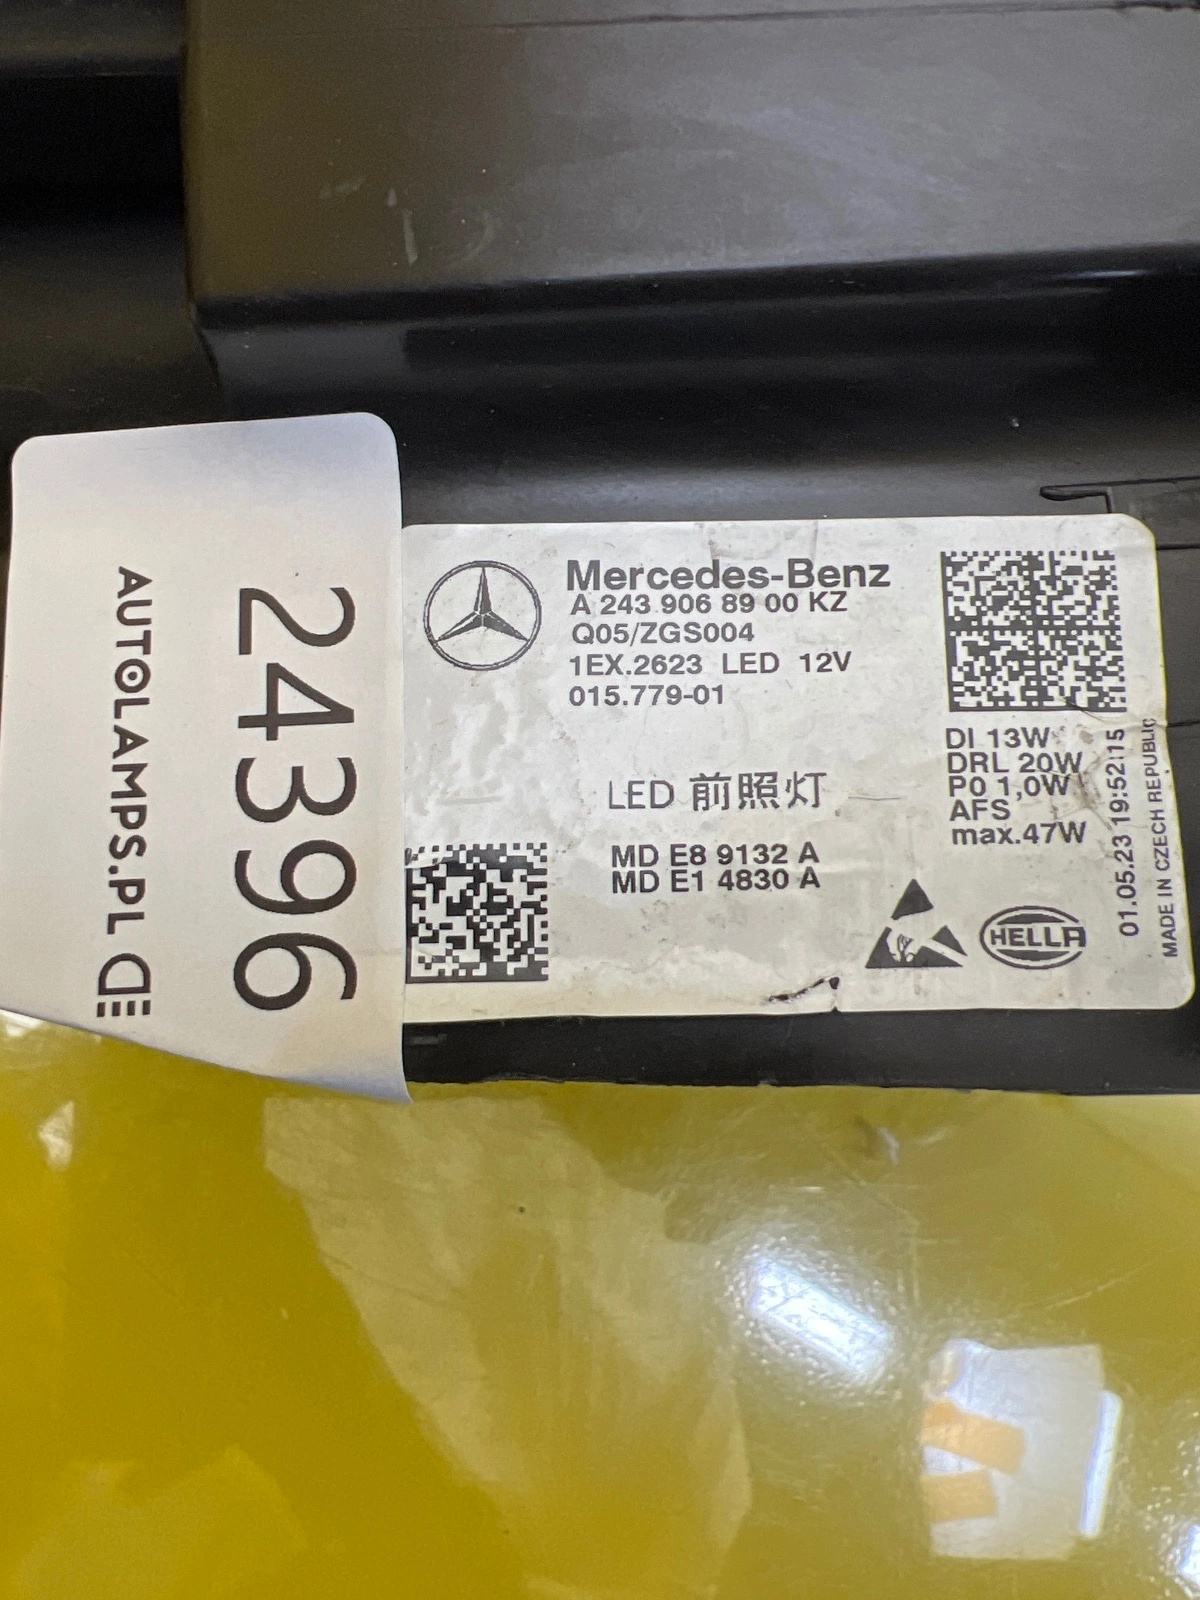 24396
AUTOLAMPS.PL
Mercedes-Benz
A 243 906 89 00 KZ
Q05/ZGS004
1EX.2623 LED 12V
015.779-01
LED 前照灯
MD E8 9132 A
MD E1 4830 A
DI 13W
DRL 20W
P0 1,0W
AFS
max.47W
HELLA
01.05.23 19:52:15
MADE IN CZECH REPUBLIC